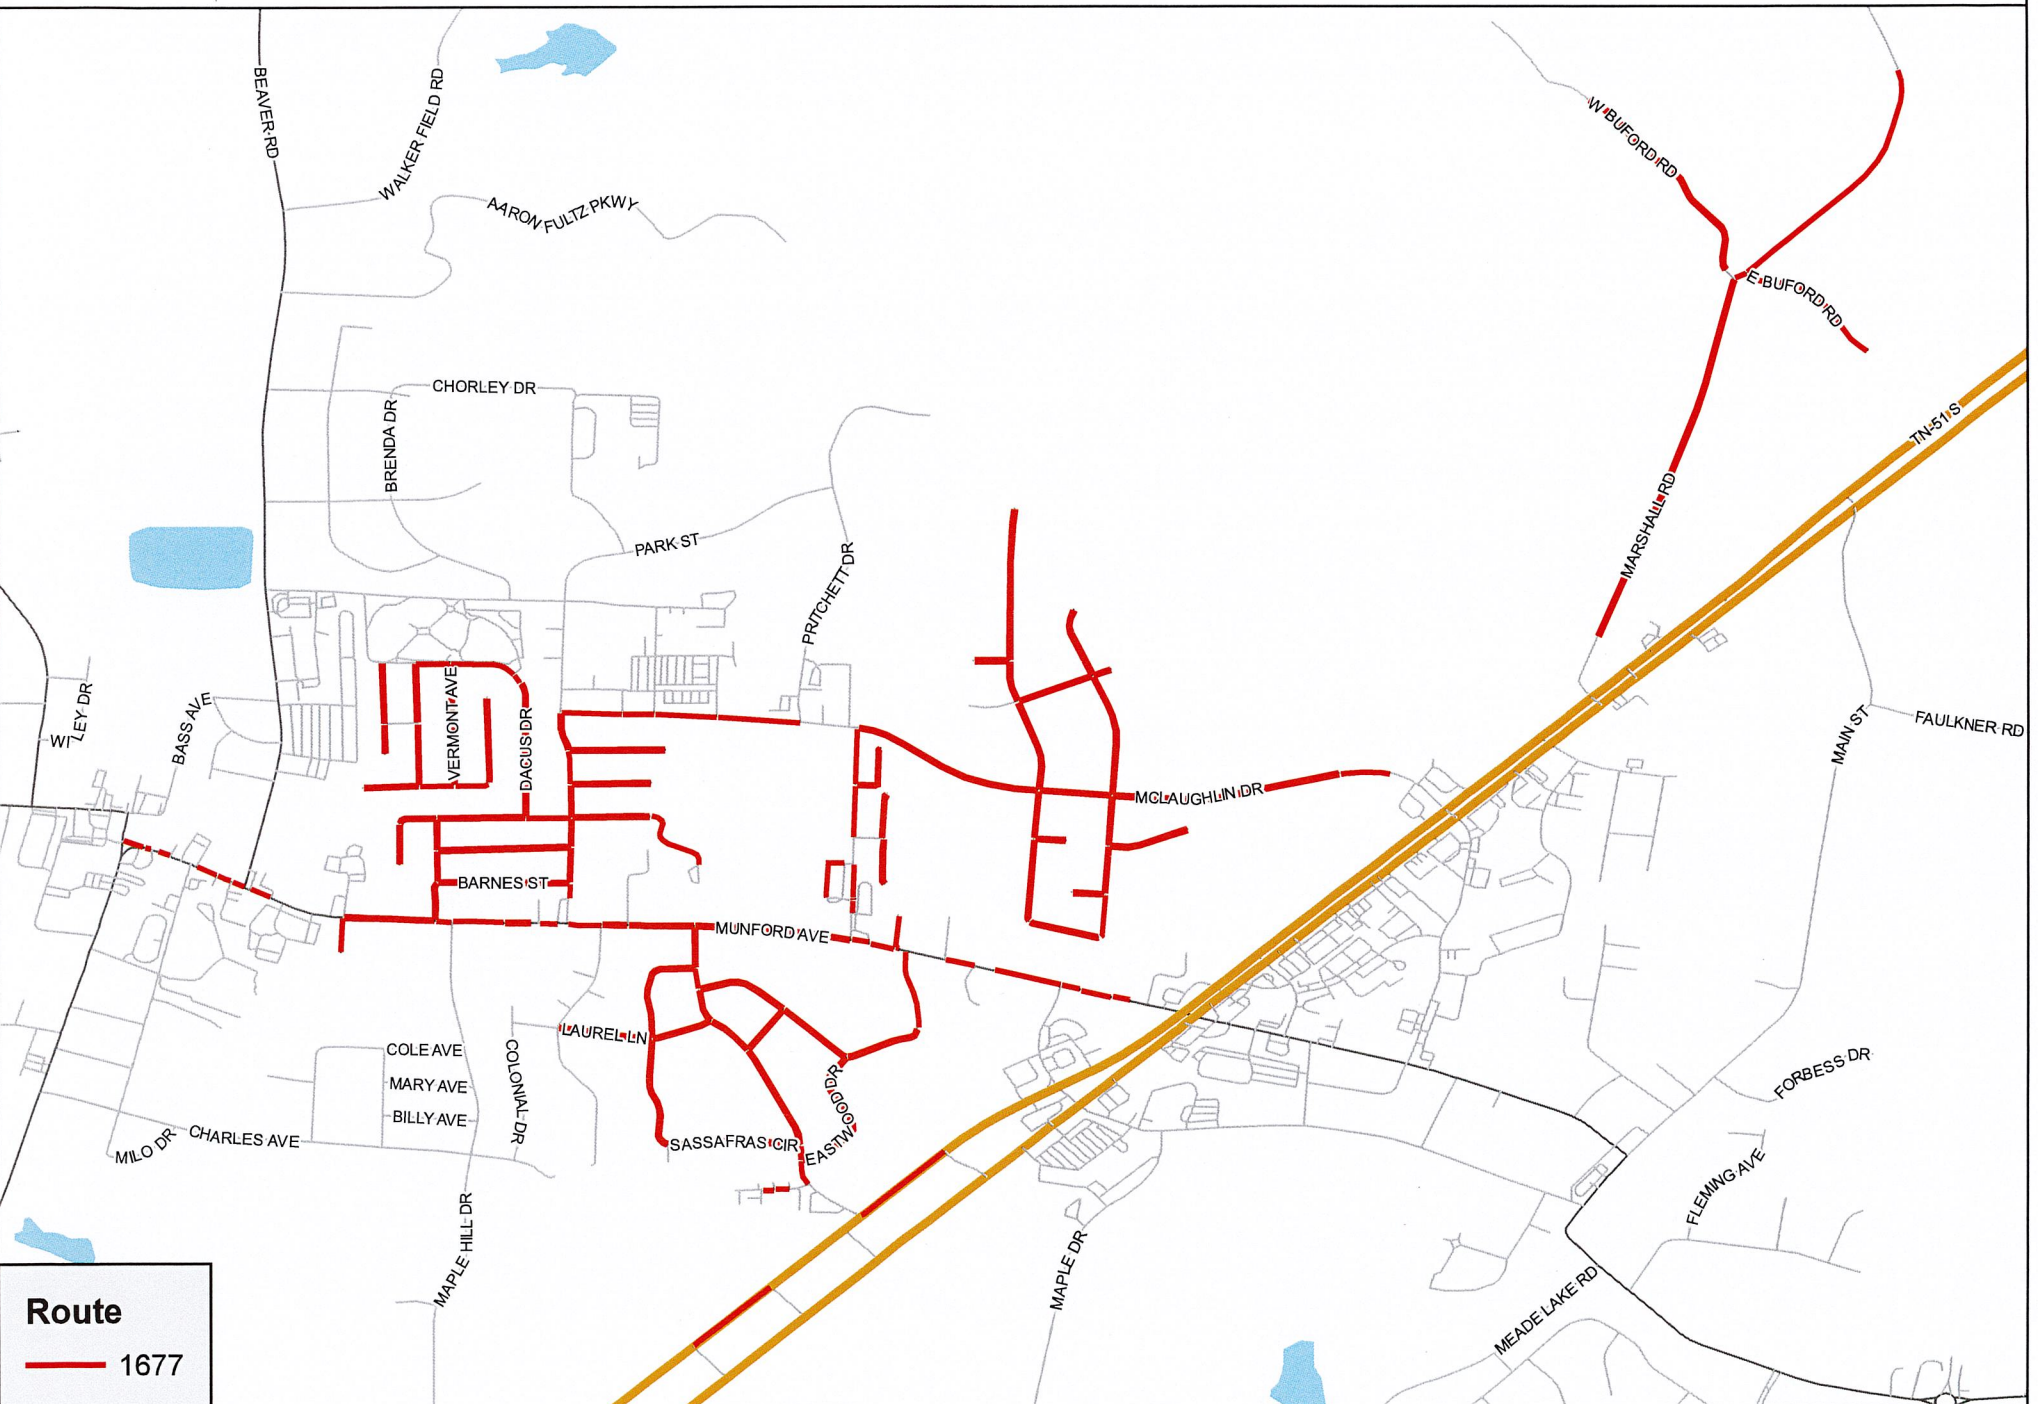 BEAVER RD
WALKER FIELD RD
AARON FULTZ PKWY
W BUFORD RD
E BUFORD RD
TN-51 S
CHORLEY DR
BRENDA DR
PARK ST
PRITCHETT DR
MARSHALL RD
LEY DR
WI
BASS AVE
VERMONT AVE
DACUS DR
MCLAUGHLIN DR
MAIN ST
FAULKNER RD
BARNES ST
MUNFORD AVE
LAUREL LN
COLE AVE
MARY AVE
BILLY AVE
COLONIAL DR
CHARLES AVE
MILO DR
SASSAFRAS CIR
EASTWOOD DR
FORBESS DR
FLEMING AVE
MAPLE HILL DR
MAPLE DR
MEADE LAKE RD
Route
1677